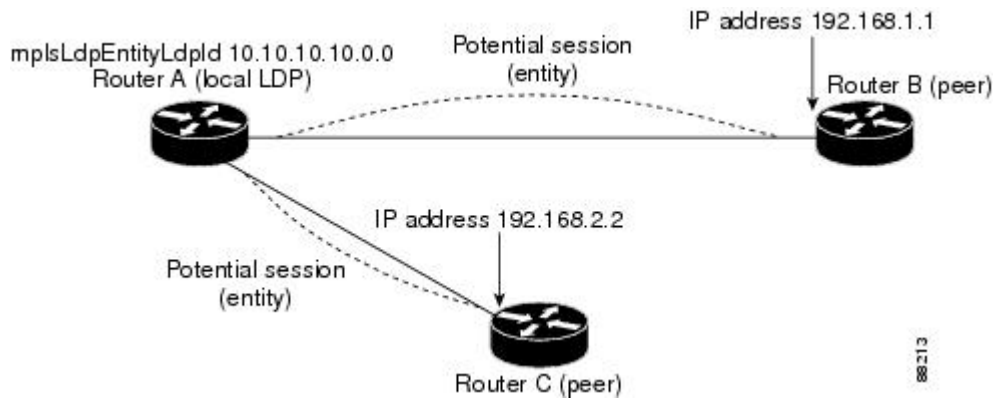 IP address 192.168.1.1
Potential session
(entity)
mplsLdpEntityLdpId 10.10.10.10.0.0
Router A (local LDP)
Router B (peer)
IP address 192.168.2.2
Potential session
(entity)
Router C (peer)
88213